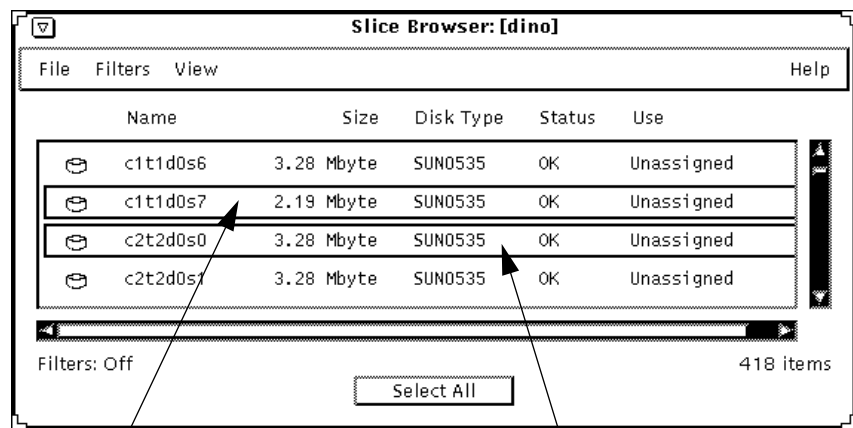 Slice Browser: [dino]
File Filters View Help
Name Size Disk Type Status Use
c1t1d0s6 3.28 Mbyte SUN0535 OK Unassigned
c1t1d0s7 2.19 Mbyte SUN0535 OK Unassigned
c2t2d0s0 3.28 Mbyte SUN0535 OK Unassigned
c2t2d0s1 3.28 Mbyte SUN0535 OK Unassigned
Filters: Off 418 items
Select All